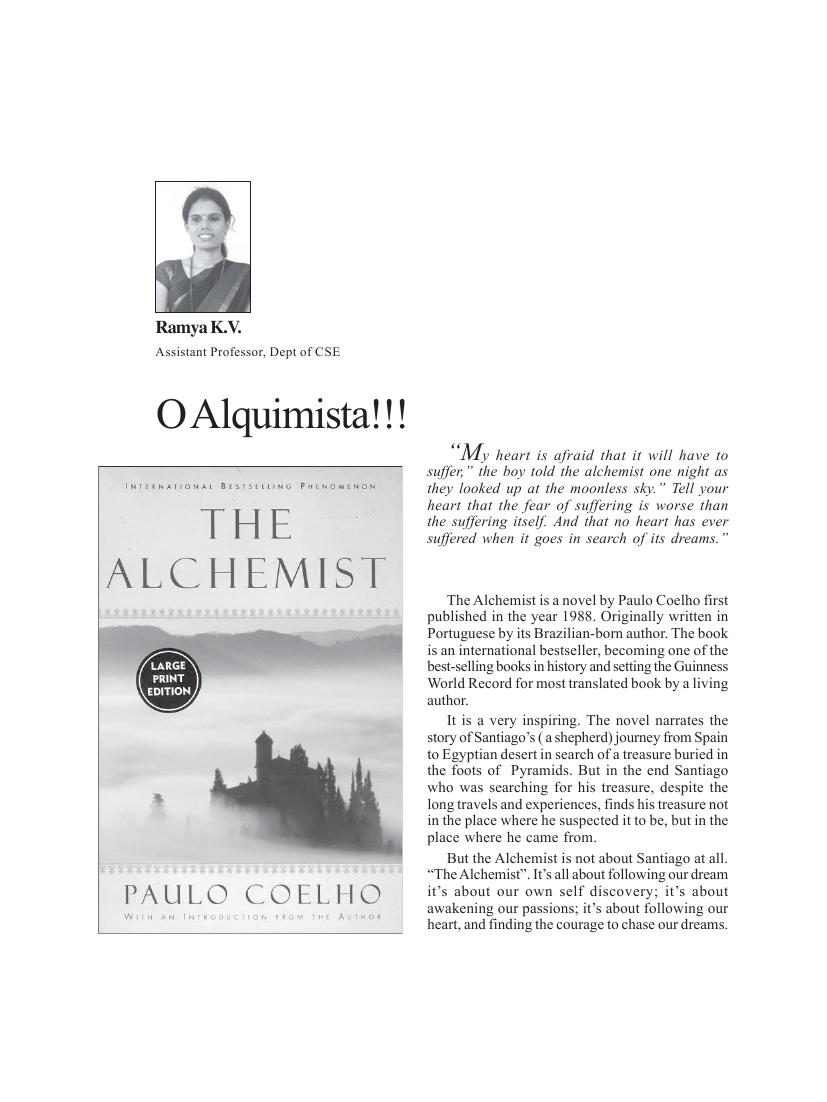 Ramya K.V.
Assistant Professor, Dept of CSE
O Alquimista!!!
INTERNATIONAL BESTSELLING PHENOMENON
THE
ALCHEMIST
LARGE
PRINT
EDITION
PAULO COELHO
WITH AN INTRODUCTION FROM THE AUTHOR
“My heart is afraid that it will have to
suffer,” the boy told the alchemist one night as
they looked up at the moonless sky.” Tell your
heart that the fear of suffering is worse than
the suffering itself. And that no heart has ever
suffered when it goes in search of its dreams.”
The Alchemist is a novel by Paulo Coelho first
published in the year 1988. Originally written in
Portuguese by its Brazilian-born author. The book
is an international bestseller, becoming one of the
best-selling books in history and setting the Guinness
World Record for most translated book by a living
author.
It is a very inspiring. The novel narrates the
story of Santiago’s ( a shepherd) journey from Spain
to Egyptian desert in search of a treasure buried in
the foots of Pyramids. But in the end Santiago
who was searching for his treasure, despite the
long travels and experiences, finds his treasure not
in the place where he suspected it to be, but in the
place where he came from.
But the Alchemist is not about Santiago at all.
“The Alchemist”. It’s all about following our dream
it’s about our own self discovery; it’s about
awakening our passions; it’s about following our
heart, and finding the courage to chase our dreams.